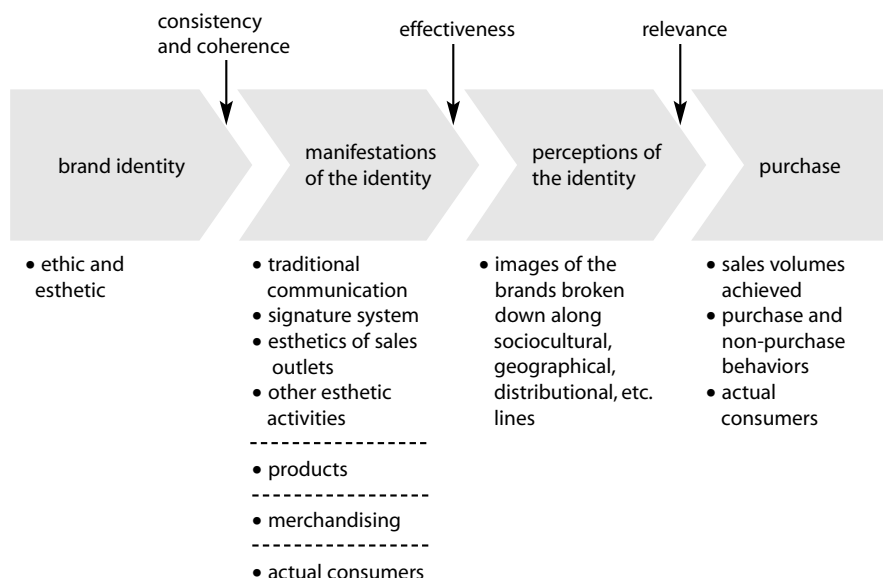 consistency
and coherence
effectiveness
relevance
brand identity
manifestations
of the identity
perceptions of
the identity
purchase
• ethic and
esthetic
• traditional
communication
• signature system
• esthetics of sales
outlets
• other esthetic
activities
• products
• merchandising
• actual consumers
• images of the
brands broken
down along
sociocultural,
geographical,
distributional, etc.
lines
• sales volumes
achieved
• purchase and
non-purchase
behaviors
• actual
consumers